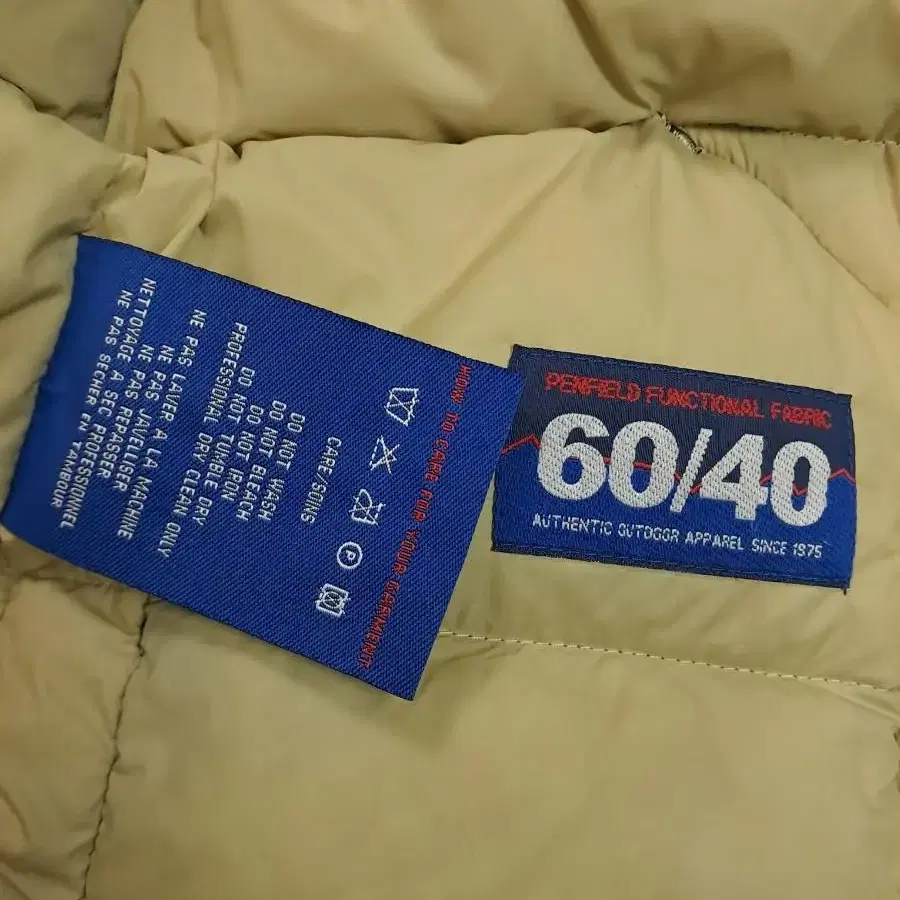 HOW TO CARE FOR YOUR GARMENT
CARE/SOINS
DO NOT WASH
DO NOT BLEACH
DO NOT IRON
DO NOT TUMBLE DRY
PROFESSIONAL DRY CLEAN ONLY
NE PAS LAVER A LA MACHINE
NE PAS JAVELLISER
NE PAS REPASSER
NETTOYAGE A SEC PROFESSIONNEL
NE PAS SECHER EN TAMBOUR
PENFIELD FUNCTIONAL FABRIC
60/40
AUTHENTIC OUTDOOR APPAREL SINCE 1975